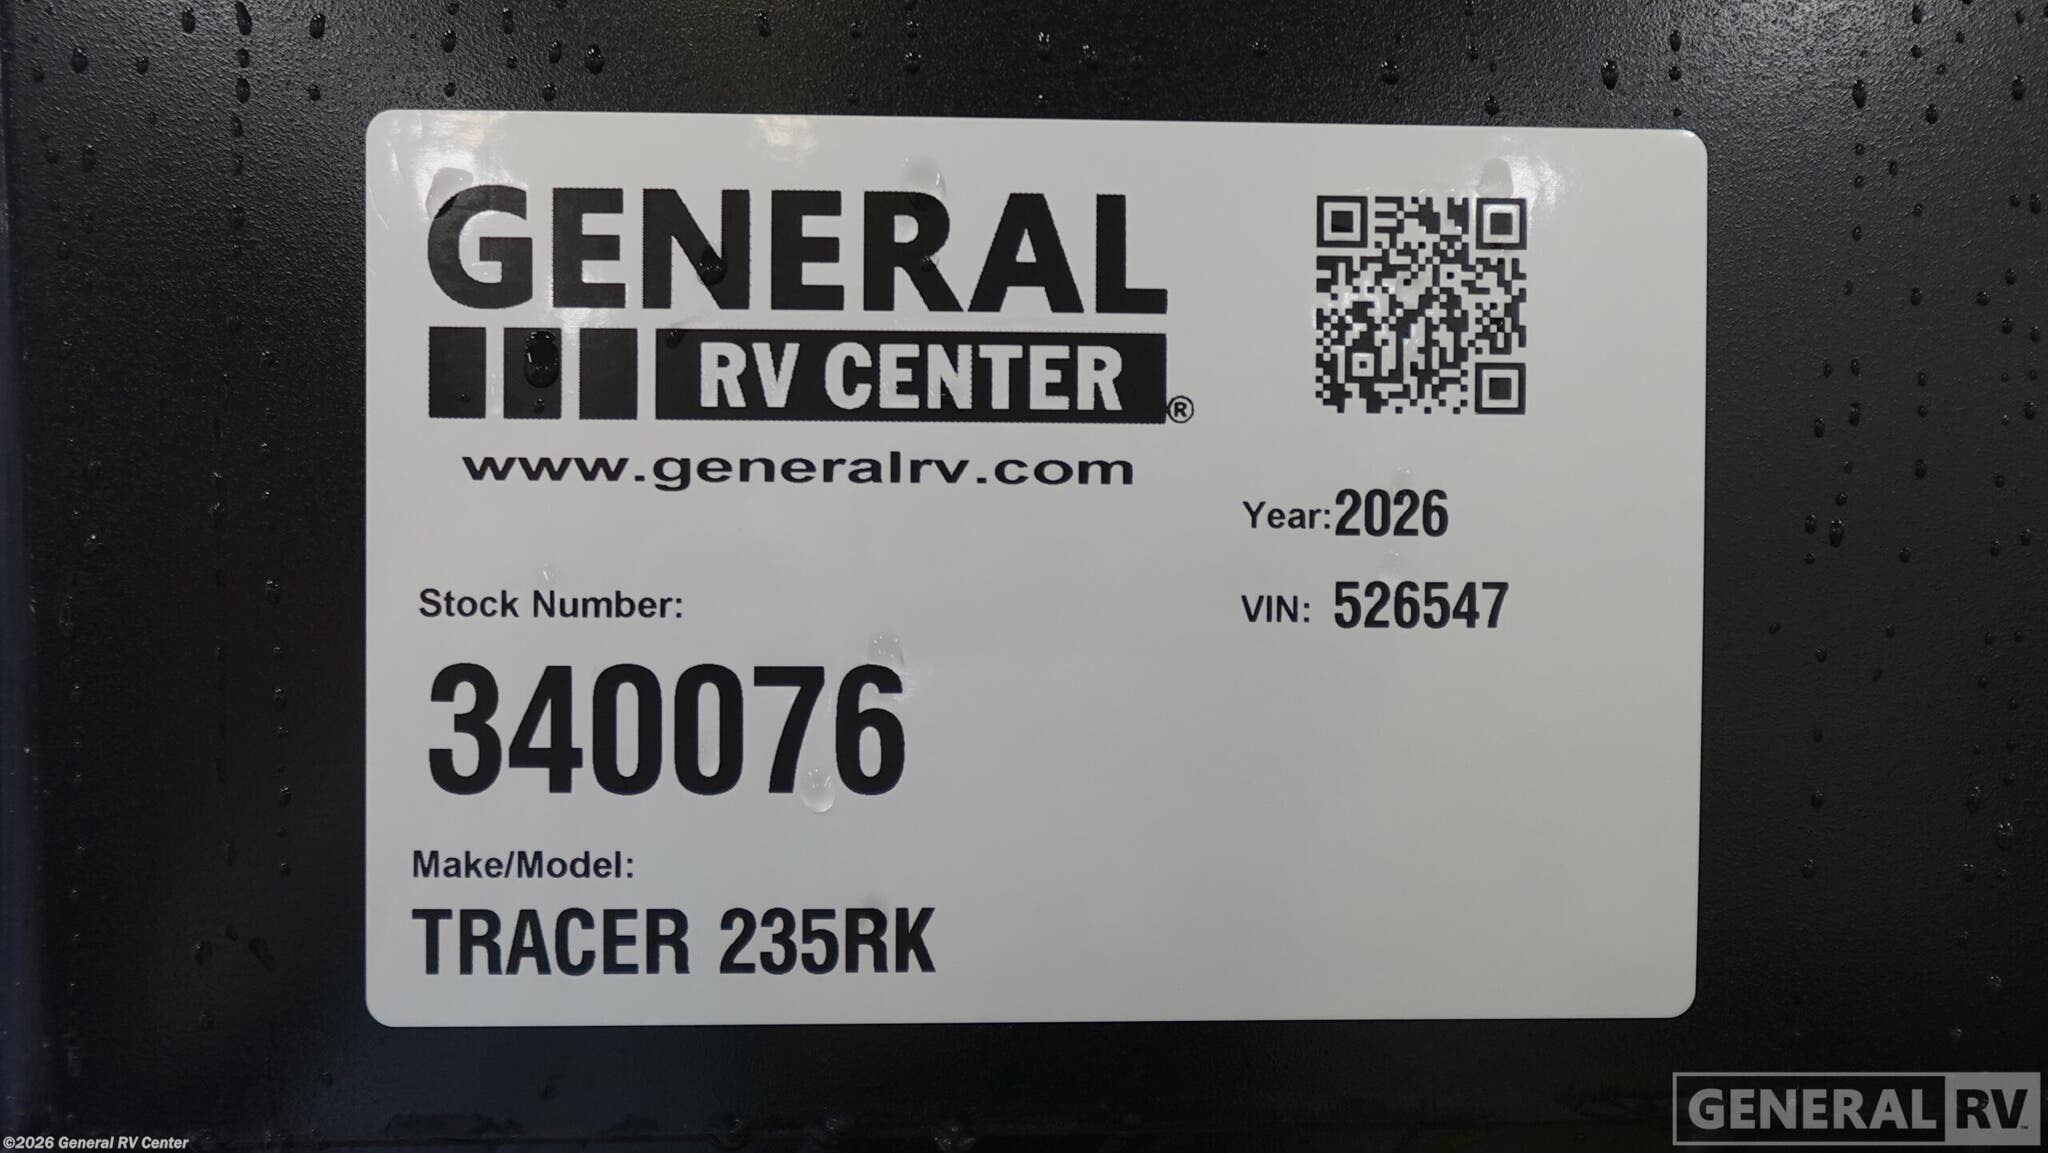 GENERAL
RV CENTER®
www.generalrv.com
Year: 2026
VIN: 526547
Stock Number:
340076
Make/Model:
TRACER 235RK
GENERAL RV™
©2026 General RV Center